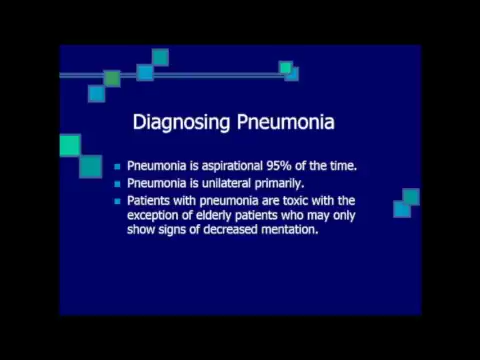 Diagnosing Pneumonia
Pneumonia is aspirational 95% of the time.
Pneumonia is unilateral primarily.
Patients with pneumonia are toxic with the
exception of elderly patients who may only
show signs of decreased mentation.